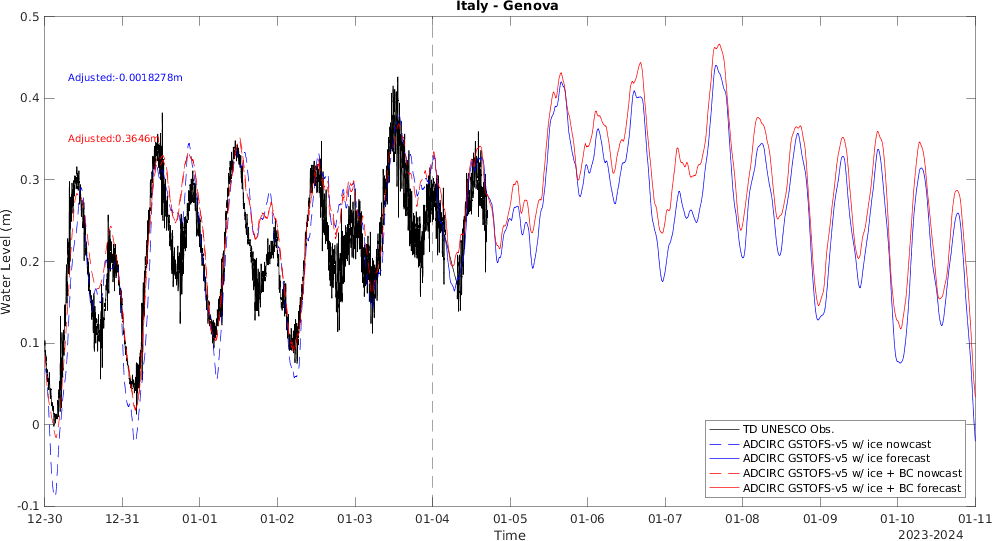 Italy - Genova
0.5
0.4
0.3
0.2
0.1
0
-0.1
Water Level (m)
Adjusted:-0.0018278m
Adjusted:0.3646m
TD UNESCO Obs.
ADCIRC GSTOFS-v5 w/ ice nowcast
ADCIRC GSTOFS-v5 w/ ice forecast
ADCIRC GSTOFS-v5 w/ ice + BC nowcast
ADCIRC GSTOFS-v5 w/ ice + BC forecast
12-30 12-31 01-01 01-02 01-03 01-04 01-05 01-06 01-07 01-08 01-09 01-10 01-11
Time
2023-2024